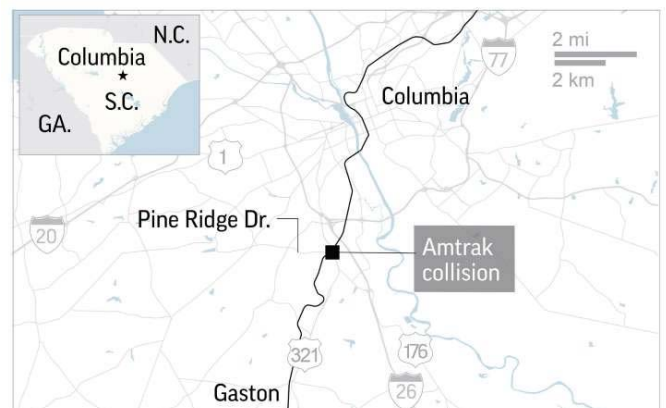 N.C.
Columbia
S.C.
GA.
77
2 mi
2 km
Columbia
1
Pine Ridge Dr.
20
Amtrak
collision
321
176
Gaston
26